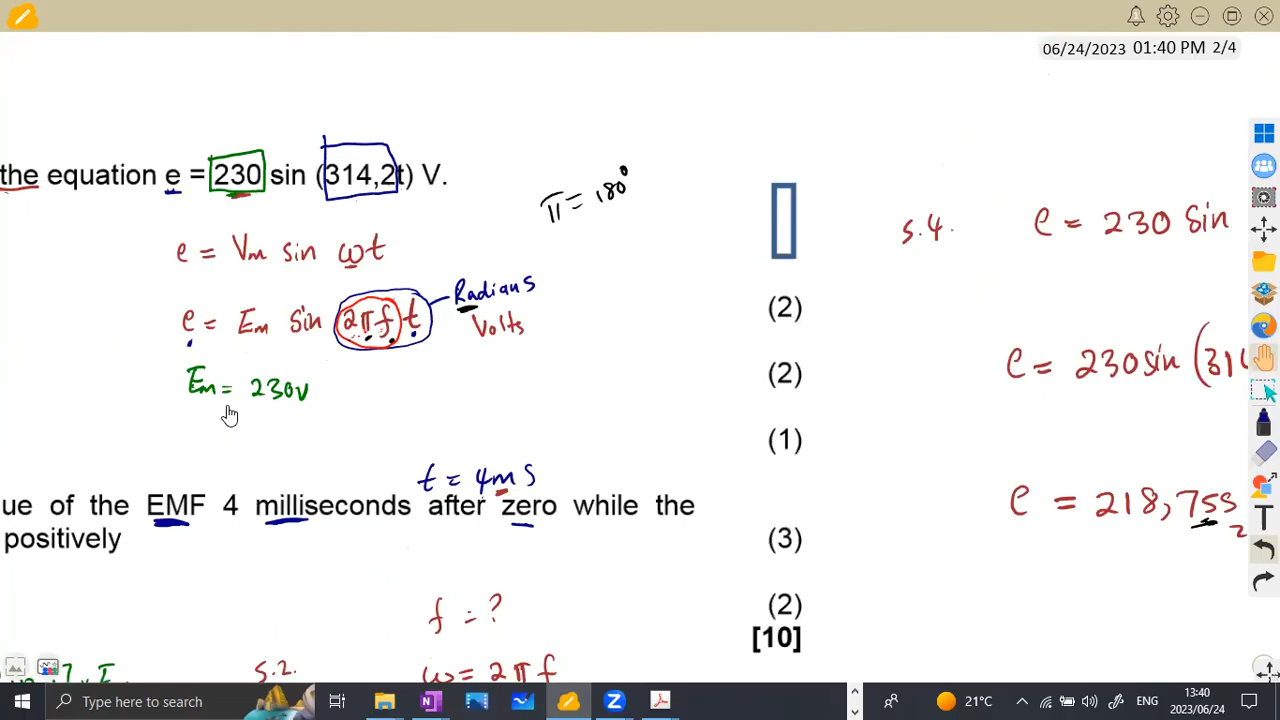 06/24/2023 01:40 PM 2/4
the equation e = 230 sin (314,2t) V.
π = 180°
e = Vm sin ωt
Radians
e = Em sin 2πf t
Volts
Em = 230V
s.4. e = 230 Sin
(2)
(2)
e = 230sin (314
(1)
t = 4ms
ue of the EMF 4 milliseconds after zero while the
positively
(3)
e = 218,755
2
(2)
f = ?
[10]
s.2. ω = 2πf
Type here to search
21°C
ENG
13:40
2023/06/24